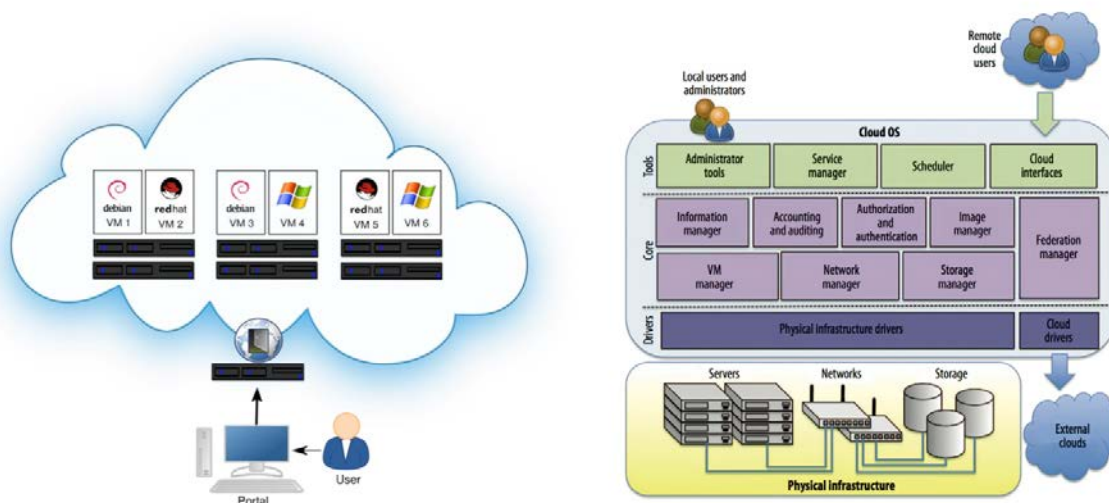 debian
VM 1
redhat
VM 2
debian
VM 3
VM 4
redhat
VM 5
VM 6
User
Portal
Remote
cloud
users
Local users and
administrators
Cloud OS
Tools
Administrator
tools
Service
manager
Scheduler
Cloud
interfaces
Core
Information
manager
Accounting
and auditing
Authorization
and
authentication
Image
manager
Federation
manager
VM
manager
Network
manager
Storage
manager
Drivers
Physical infrastructure drivers
Cloud
drivers
Servers
Networks
Storage
External
clouds
Physical infrastructure